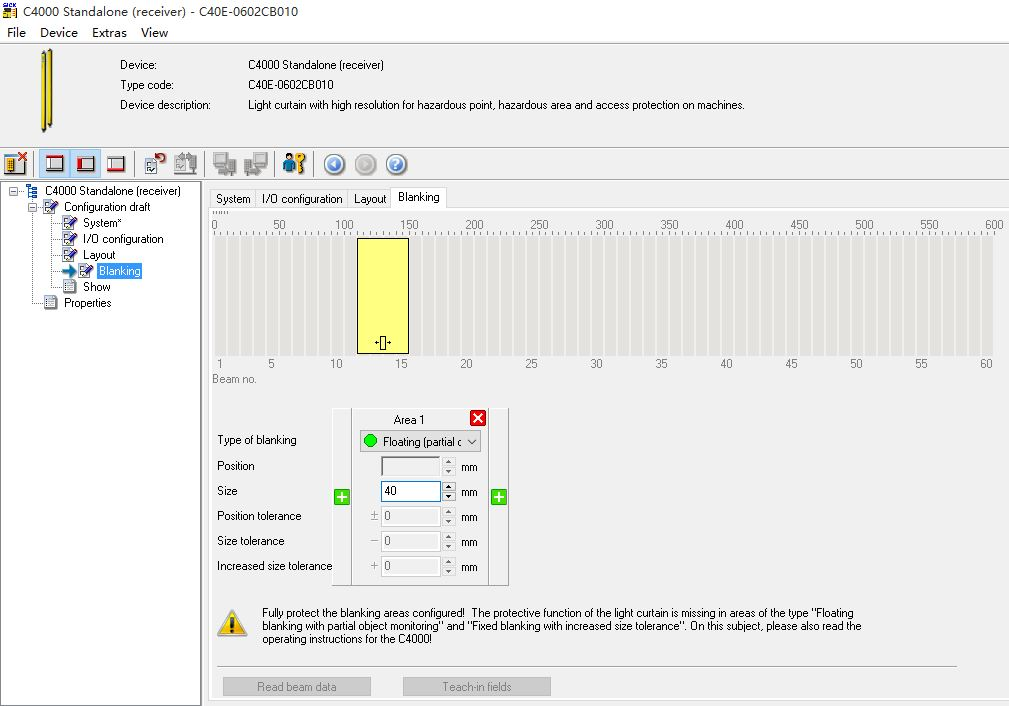 SICK
C4000 Standalone (receiver) - C40E-0602CB010
File Device Extras View
Device: C4000 Standalone (receiver)
Type code: C40E-0602CB010
Device description: Light curtain with high resolution for hazardous point, hazardous area and access protection on machines.
C4000 Standalone (receiver)
Configuration draft
System*
I/O configuration
Layout
Blanking
Show
Properties
System I/O configuration Layout Blanking
0 50 100 150 200 250 300 350 400 450 500 550 600
1 5 10 15 20 25 30 35 40 45 50 55 60
Beam no.
Area 1
Type of blanking Floating (partial c
Position mm
Size 40 mm
Position tolerance ± 0 mm
Size tolerance − 0 mm
Increased size tolerance + 0 mm
Fully protect the blanking areas configured! The protective function of the light curtain is missing in areas of the type "Floating
blanking with partial object monitoring" and "Fixed blanking with increased size tolerance". On this subject, please also read the
operating instructions for the C4000!
Read beam data Teach-in fields